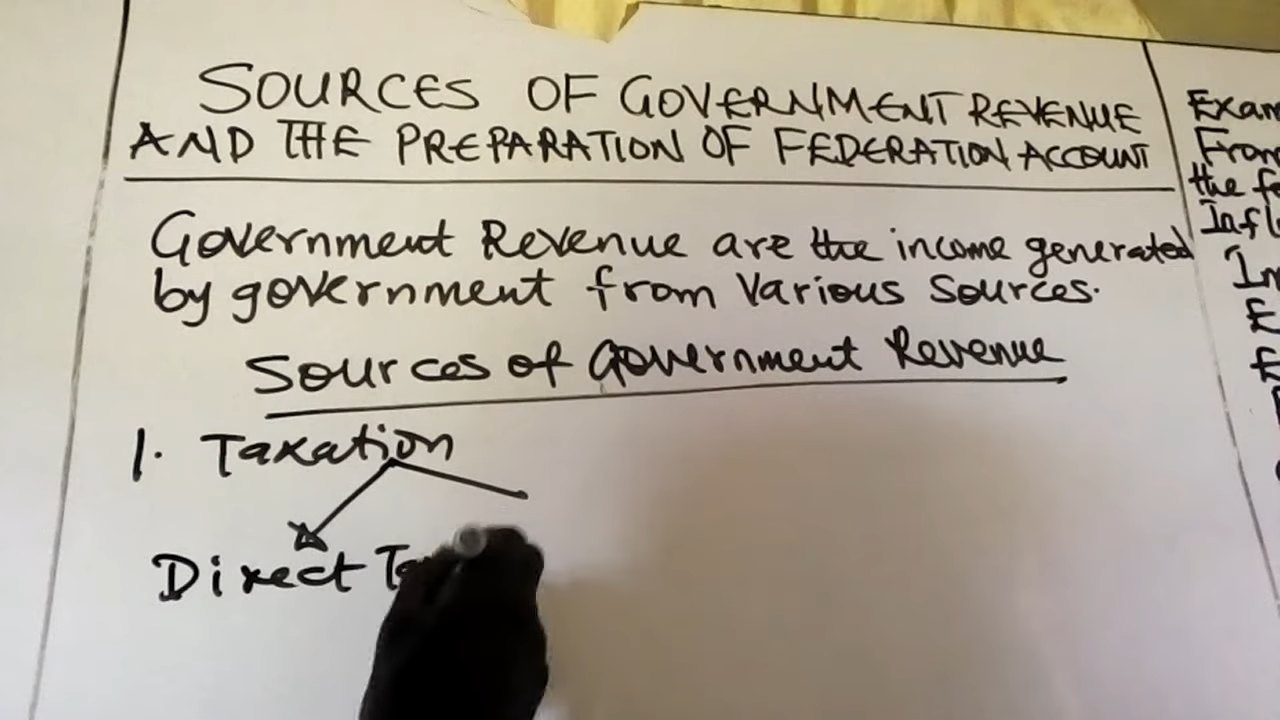 SOURCES OF GOVERNMENT REVENUE
AND THE PREPARATION OF FEDERATION ACCOUNT
Government Revenue are the income generated
by government from Various Sources.
Sources of Government Revenue
1. Taxation
Direct
the